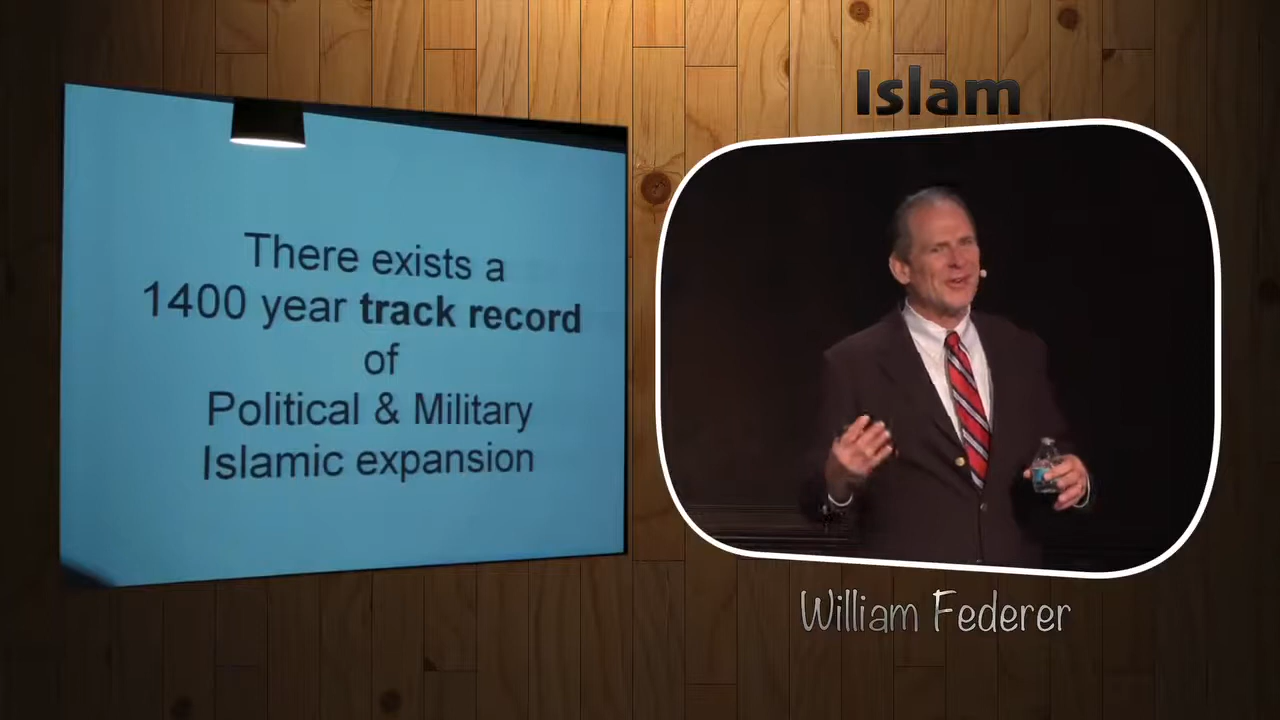 There exists a
1400 year track record
of
Political & Military
Islamic expansion
Islam
William Federer